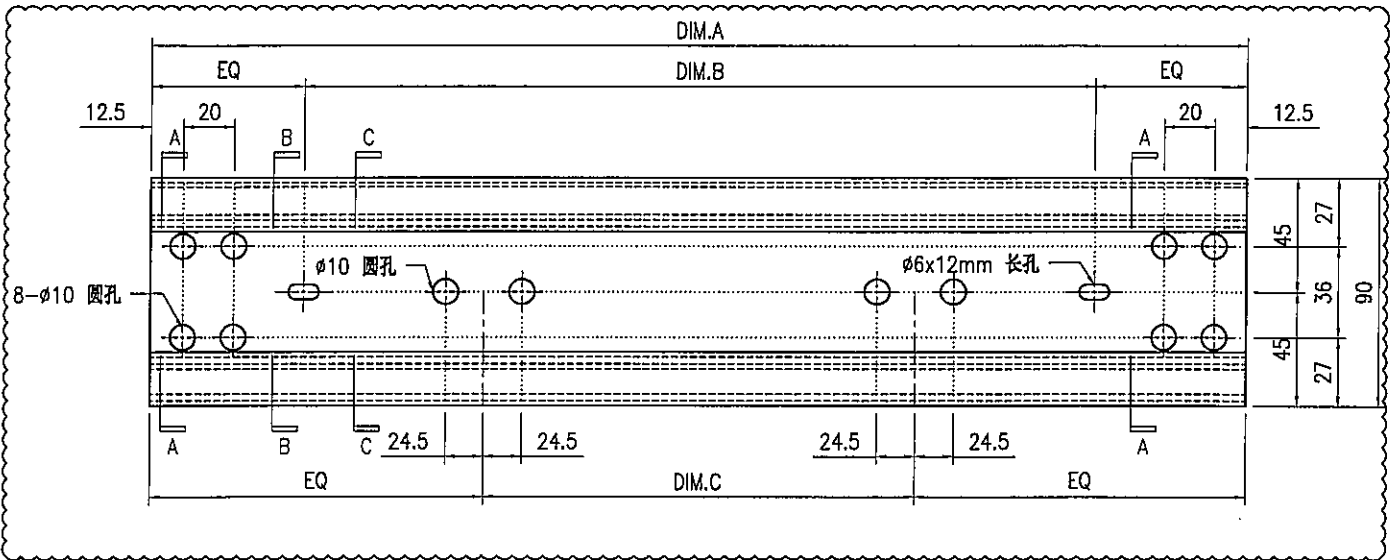 DIM.A
EQ DIM.B EQ
12.5 20 20 12.5
A B C A
27
45
ø10 圆孔 ø6x12mm 长孔
8-ø10 圆孔
36
90
45
27
A B C A
24.5 24.5 24.5 24.5
EQ DIM.C EQ